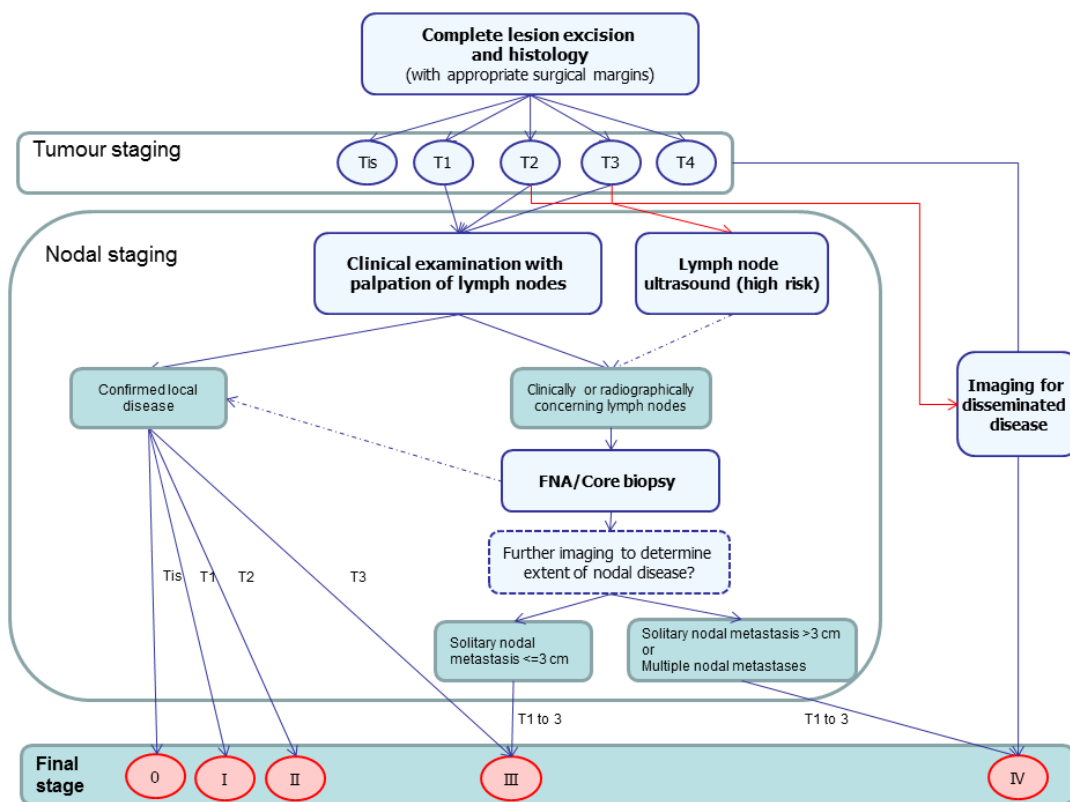 Complete lesion excision
and histology
(with appropriate surgical margins)
Tumour staging
Tis
T1
T2
T3
T4
Nodal staging
Clinical examination with
palpation of lymph nodes
Lymph node
ultrasound (high risk)
Confirmed local
disease
Clinically or radiographically
concerning lymph nodes
Imaging for
disseminated
disease
FNA/Core biopsy
Further imaging to determine
extent of nodal disease?
Tis
T1
T2
T3
Solitary nodal
metastasis <=3 cm
Solitary nodal metastasis >3 cm
or
Multiple nodal metastases
T1 to 3
T1 to 3
Final
stage
0
I
II
III
IV